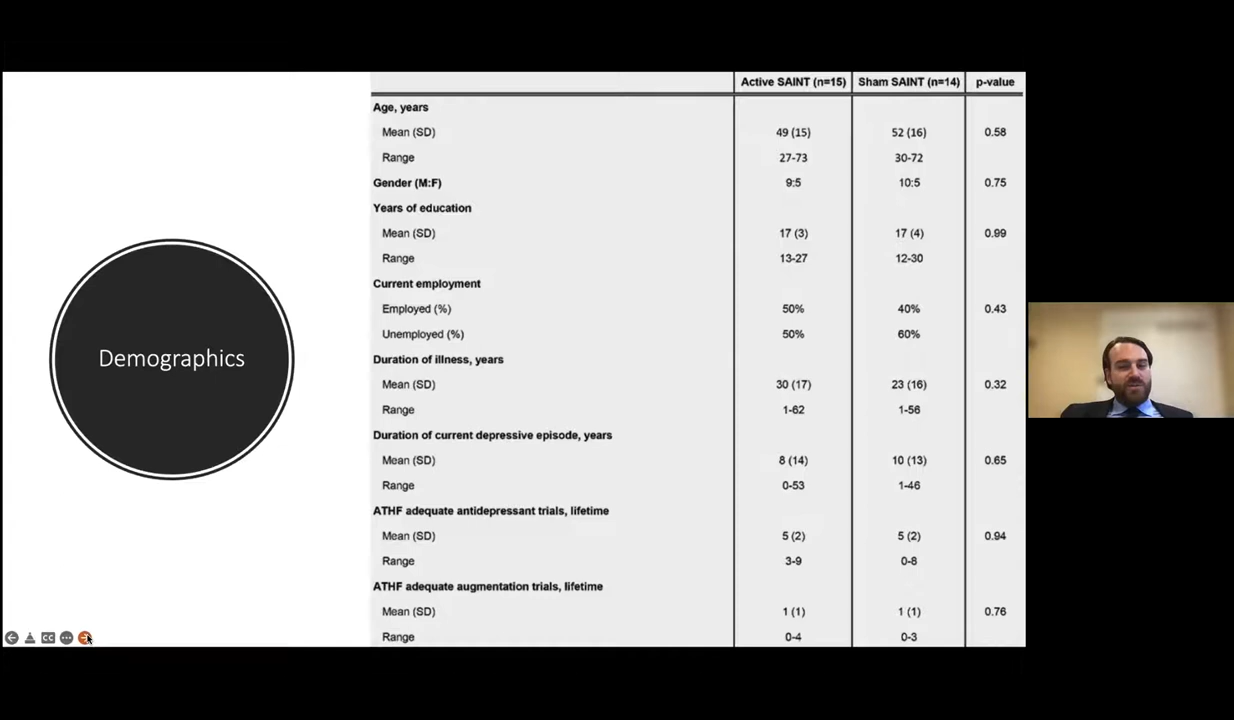 Demographics
Active SAINT (n=15) Sham SAINT (n=14) p-value
Age, years
Mean (SD) 49 (15) 52 (16) 0.58
Range 27-73 30-72
Gender (M:F) 9:5 10:5 0.75
Years of education
Mean (SD) 17 (3) 17 (4) 0.99
Range 13-27 12-30
Current employment
Employed (%) 50% 40% 0.43
Unemployed (%) 50% 60%
Duration of illness, years
Mean (SD) 30 (17) 23 (16) 0.32
Range 1-62 1-56
Duration of current depressive episode, years
Mean (SD) 8 (14) 10 (13) 0.65
Range 0-53 1-46
ATHF adequate antidepressant trials, lifetime
Mean (SD) 5 (2) 5 (2) 0.94
Range 3-9 0-8
ATHF adequate augmentation trials, lifetime
Mean (SD) 1 (1) 1 (1) 0.76
Range 0-4 0-3
CC